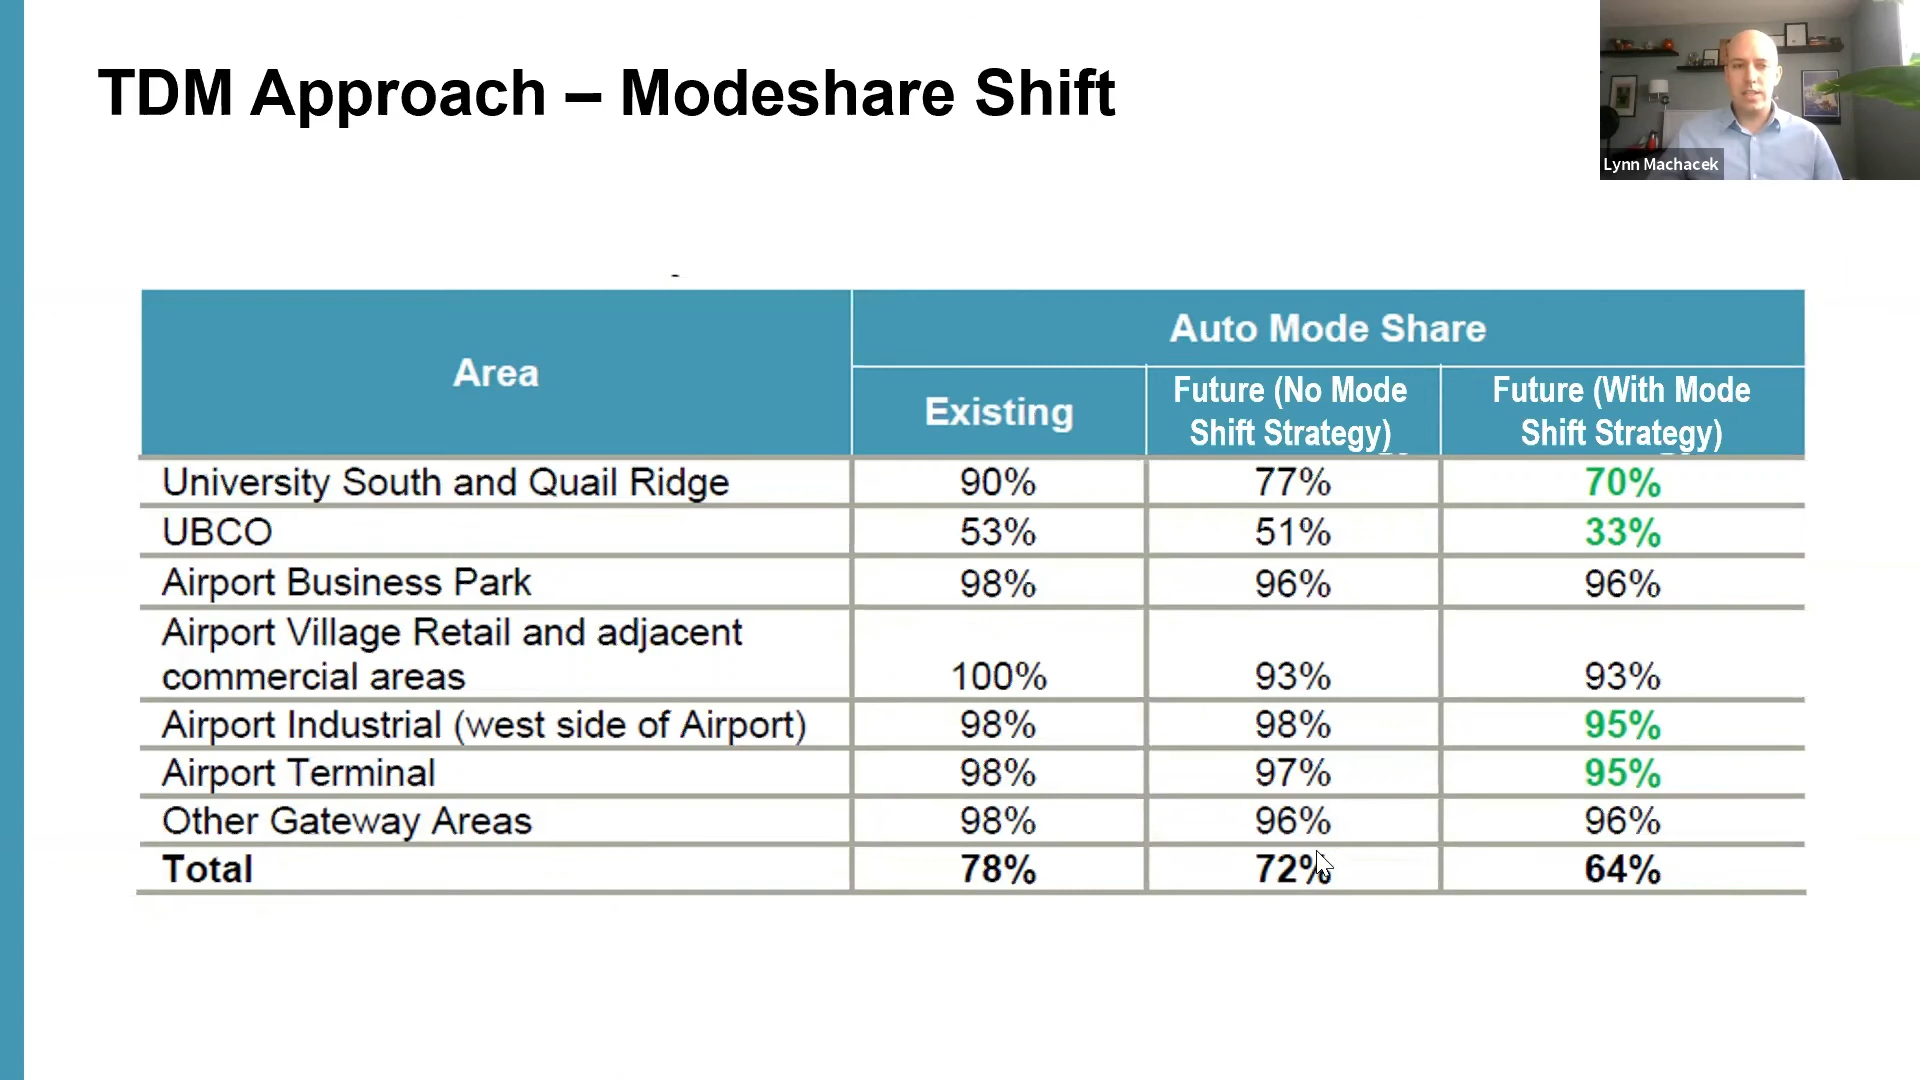 TDM Approach – Modeshare Shift
Lynn Machacek
Area
Auto Mode Share
Existing
Future (No Mode
Shift Strategy)
Future (With Mode
Shift Strategy)
University South and Quail Ridge 90% 77% 70%
UBCO 53% 51% 33%
Airport Business Park 98% 96% 96%
Airport Village Retail and adjacent
commercial areas 100% 93% 93%
Airport Industrial (west side of Airport) 98% 98% 95%
Airport Terminal 98% 97% 95%
Other Gateway Areas 98% 96% 96%
Total 78% 72% 64%